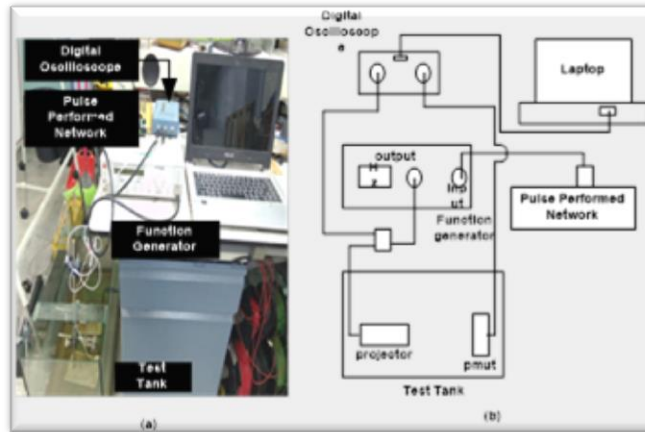 Digital
Oscilloscope
Pulse
Performed
Network
Function
Generator
Test
Tank
(a)
Digital
Oscilloscop
e
Laptop
output
H
z
inp
ut
Function
generator
Pulse Performed
Network
projector
pmut
Test Tank
(b)